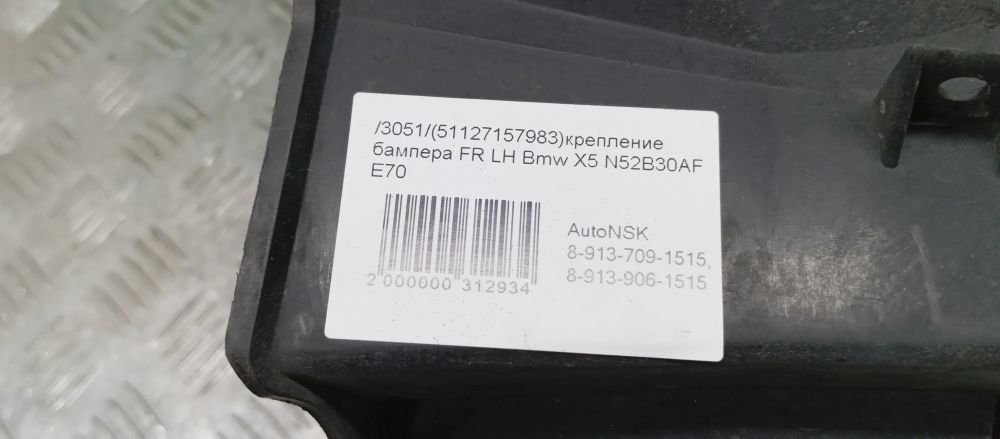 /3051/(51127157983)крепление
бампера FR LH Bmw X5 N52B30AF
E70
AutoNSK
8-913-709-1515,
8-913-906-1515
2 000000 312934